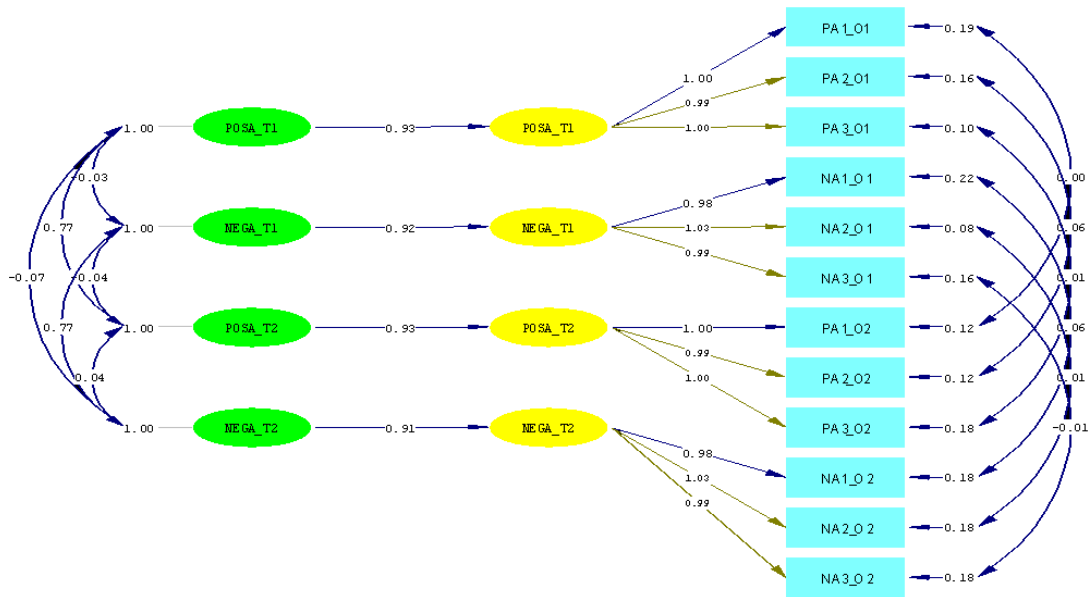 PA1_O1
0.19
1.00
PA2_O1
0.16
0.99
1.00 POSA_T1 0.93 POSA_T1 1.00 PA3_O1 0.10
-0.03
NA1_O1 0.22 0.00
0.98
0.77 1.00 NEGA_T1 0.92 NEGA_T1 1.03 NA2_O1 0.08 0.06
0.99
-0.07 -0.04 NA3_O1 0.16 0.01
0.77 1.00 POSA_T2 0.93 POSA_T2 1.00 PA1_O2 0.12 0.06
0.99
0.04 1.00 PA2_O2 0.12 0.01
1.00 NEGA_T2 0.91 NEGA_T2 PA3_O2 0.18 -0.01
0.98
NA1_O2 0.18
1.03
0.99
NA2_O2 0.18
NA3_O2 0.18